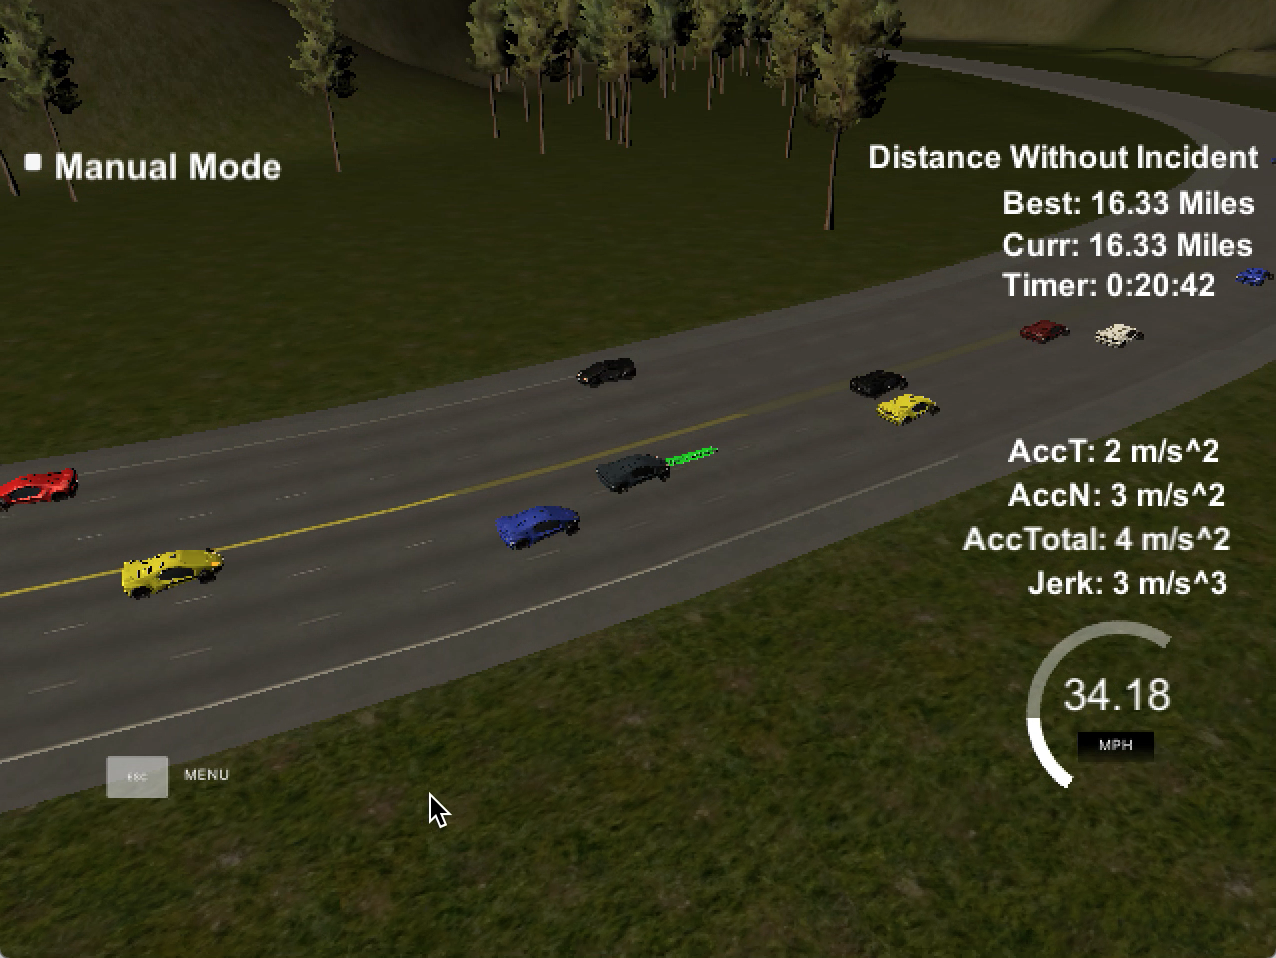 Manual Mode
Distance Without Incident
Best: 16.33 Miles
Curr: 16.33 Miles
Timer: 0:20:42
AccT: 2 m/s^2
AccN: 3 m/s^2
AccTotal: 4 m/s^2
Jerk: 3 m/s^3
34.18
MPH
ESC MENU